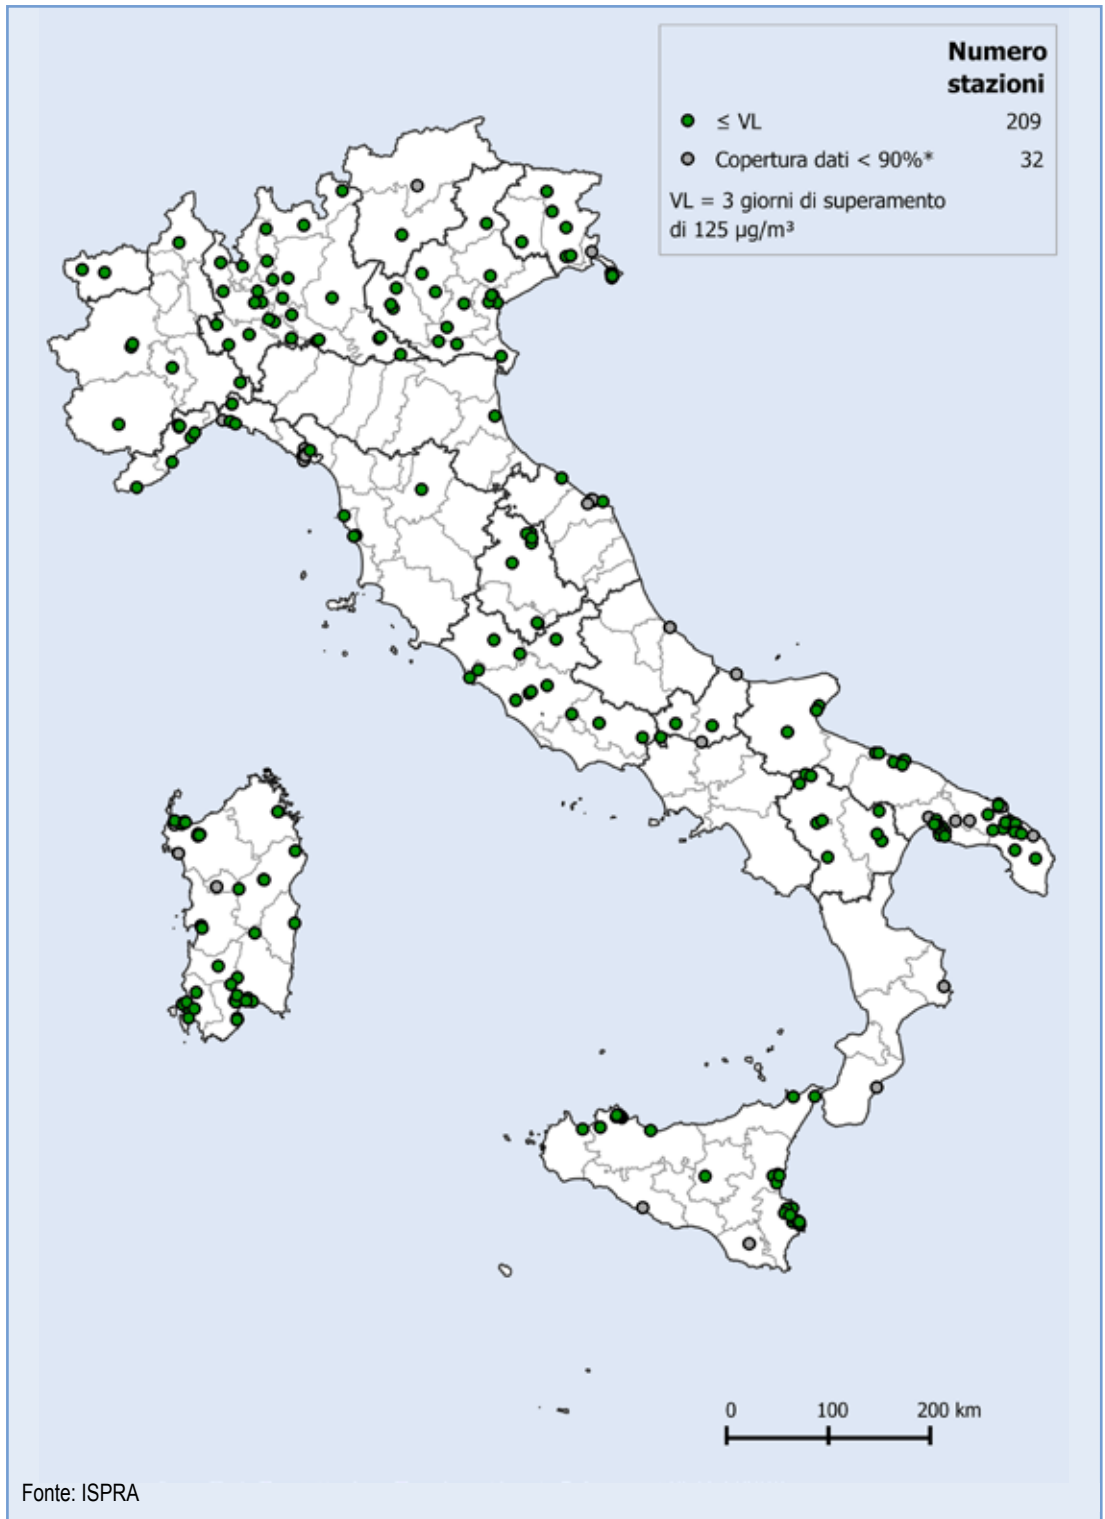 Numero
stazioni
≤ VL 209
Copertura dati < 90%* 32
VL = 3 giorni di superamento
di 125 µg/m³
0 100 200 km
Fonte: ISPRA